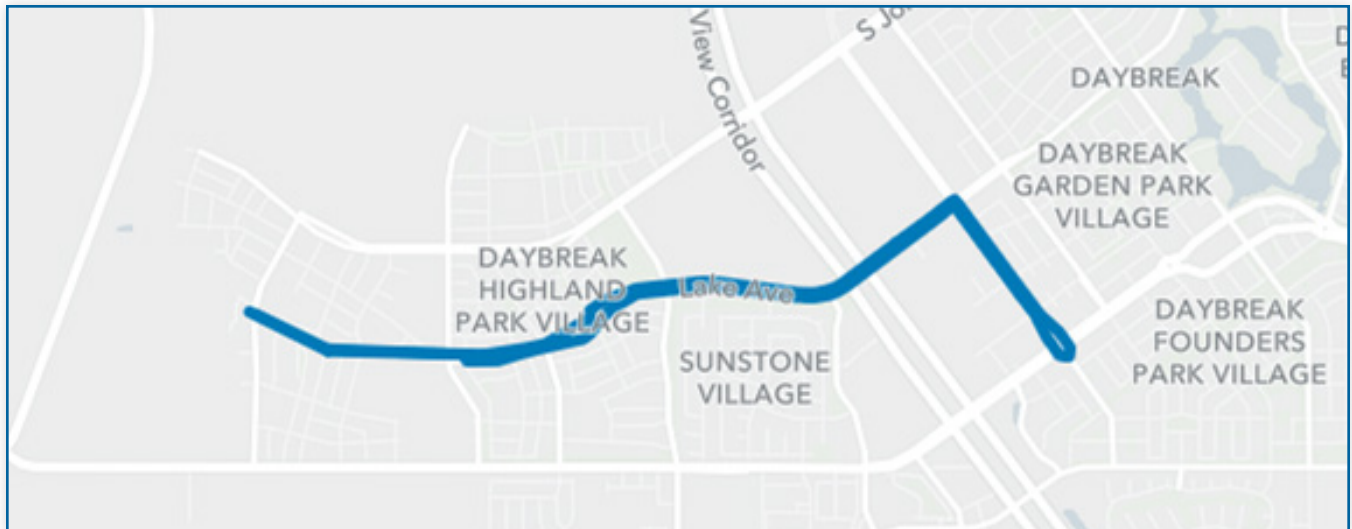 S Jo
View Corridor
DAYBREAK
DAYBREAK
GARDEN PARK
VILLAGE
DAYBREAK
HIGHLAND
PARK VILLAGE
Lake Ave
SUNSTONE
VILLAGE
DAYBREAK
FOUNDERS
PARK VILLAGE